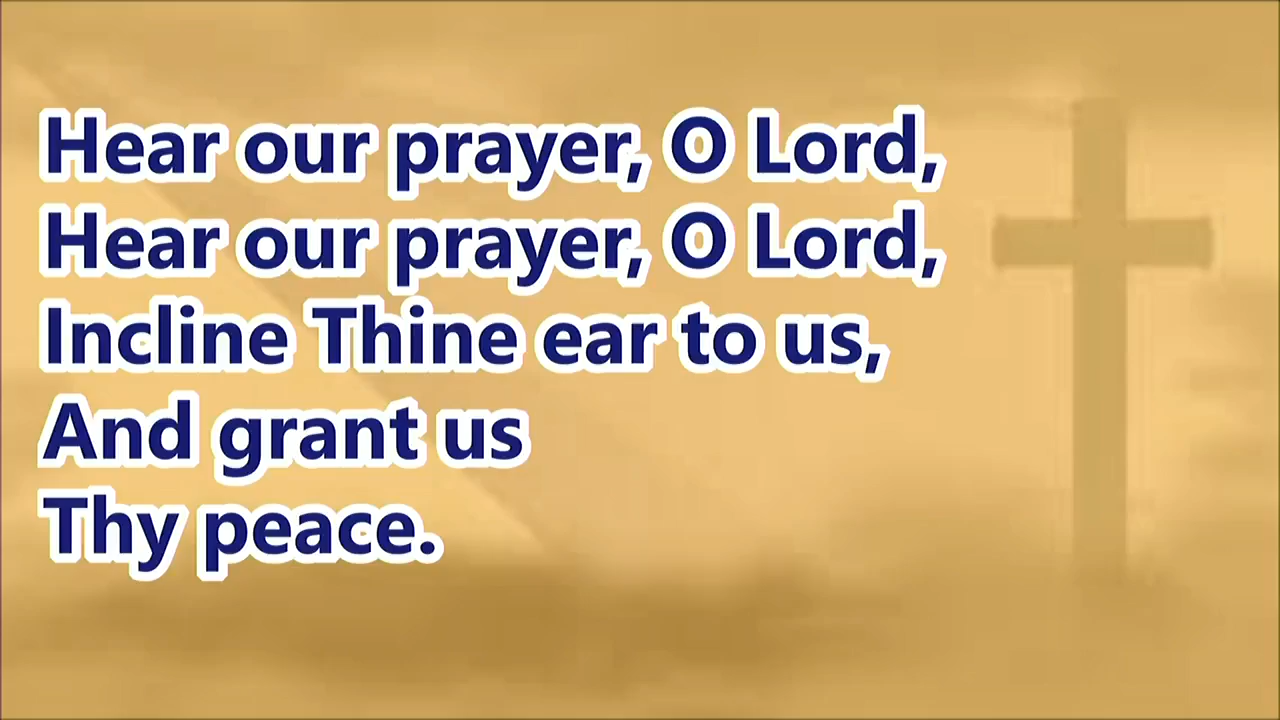 Hear our prayer, O Lord,
Hear our prayer, O Lord,
Incline Thine ear to us,
And grant us
Thy peace.